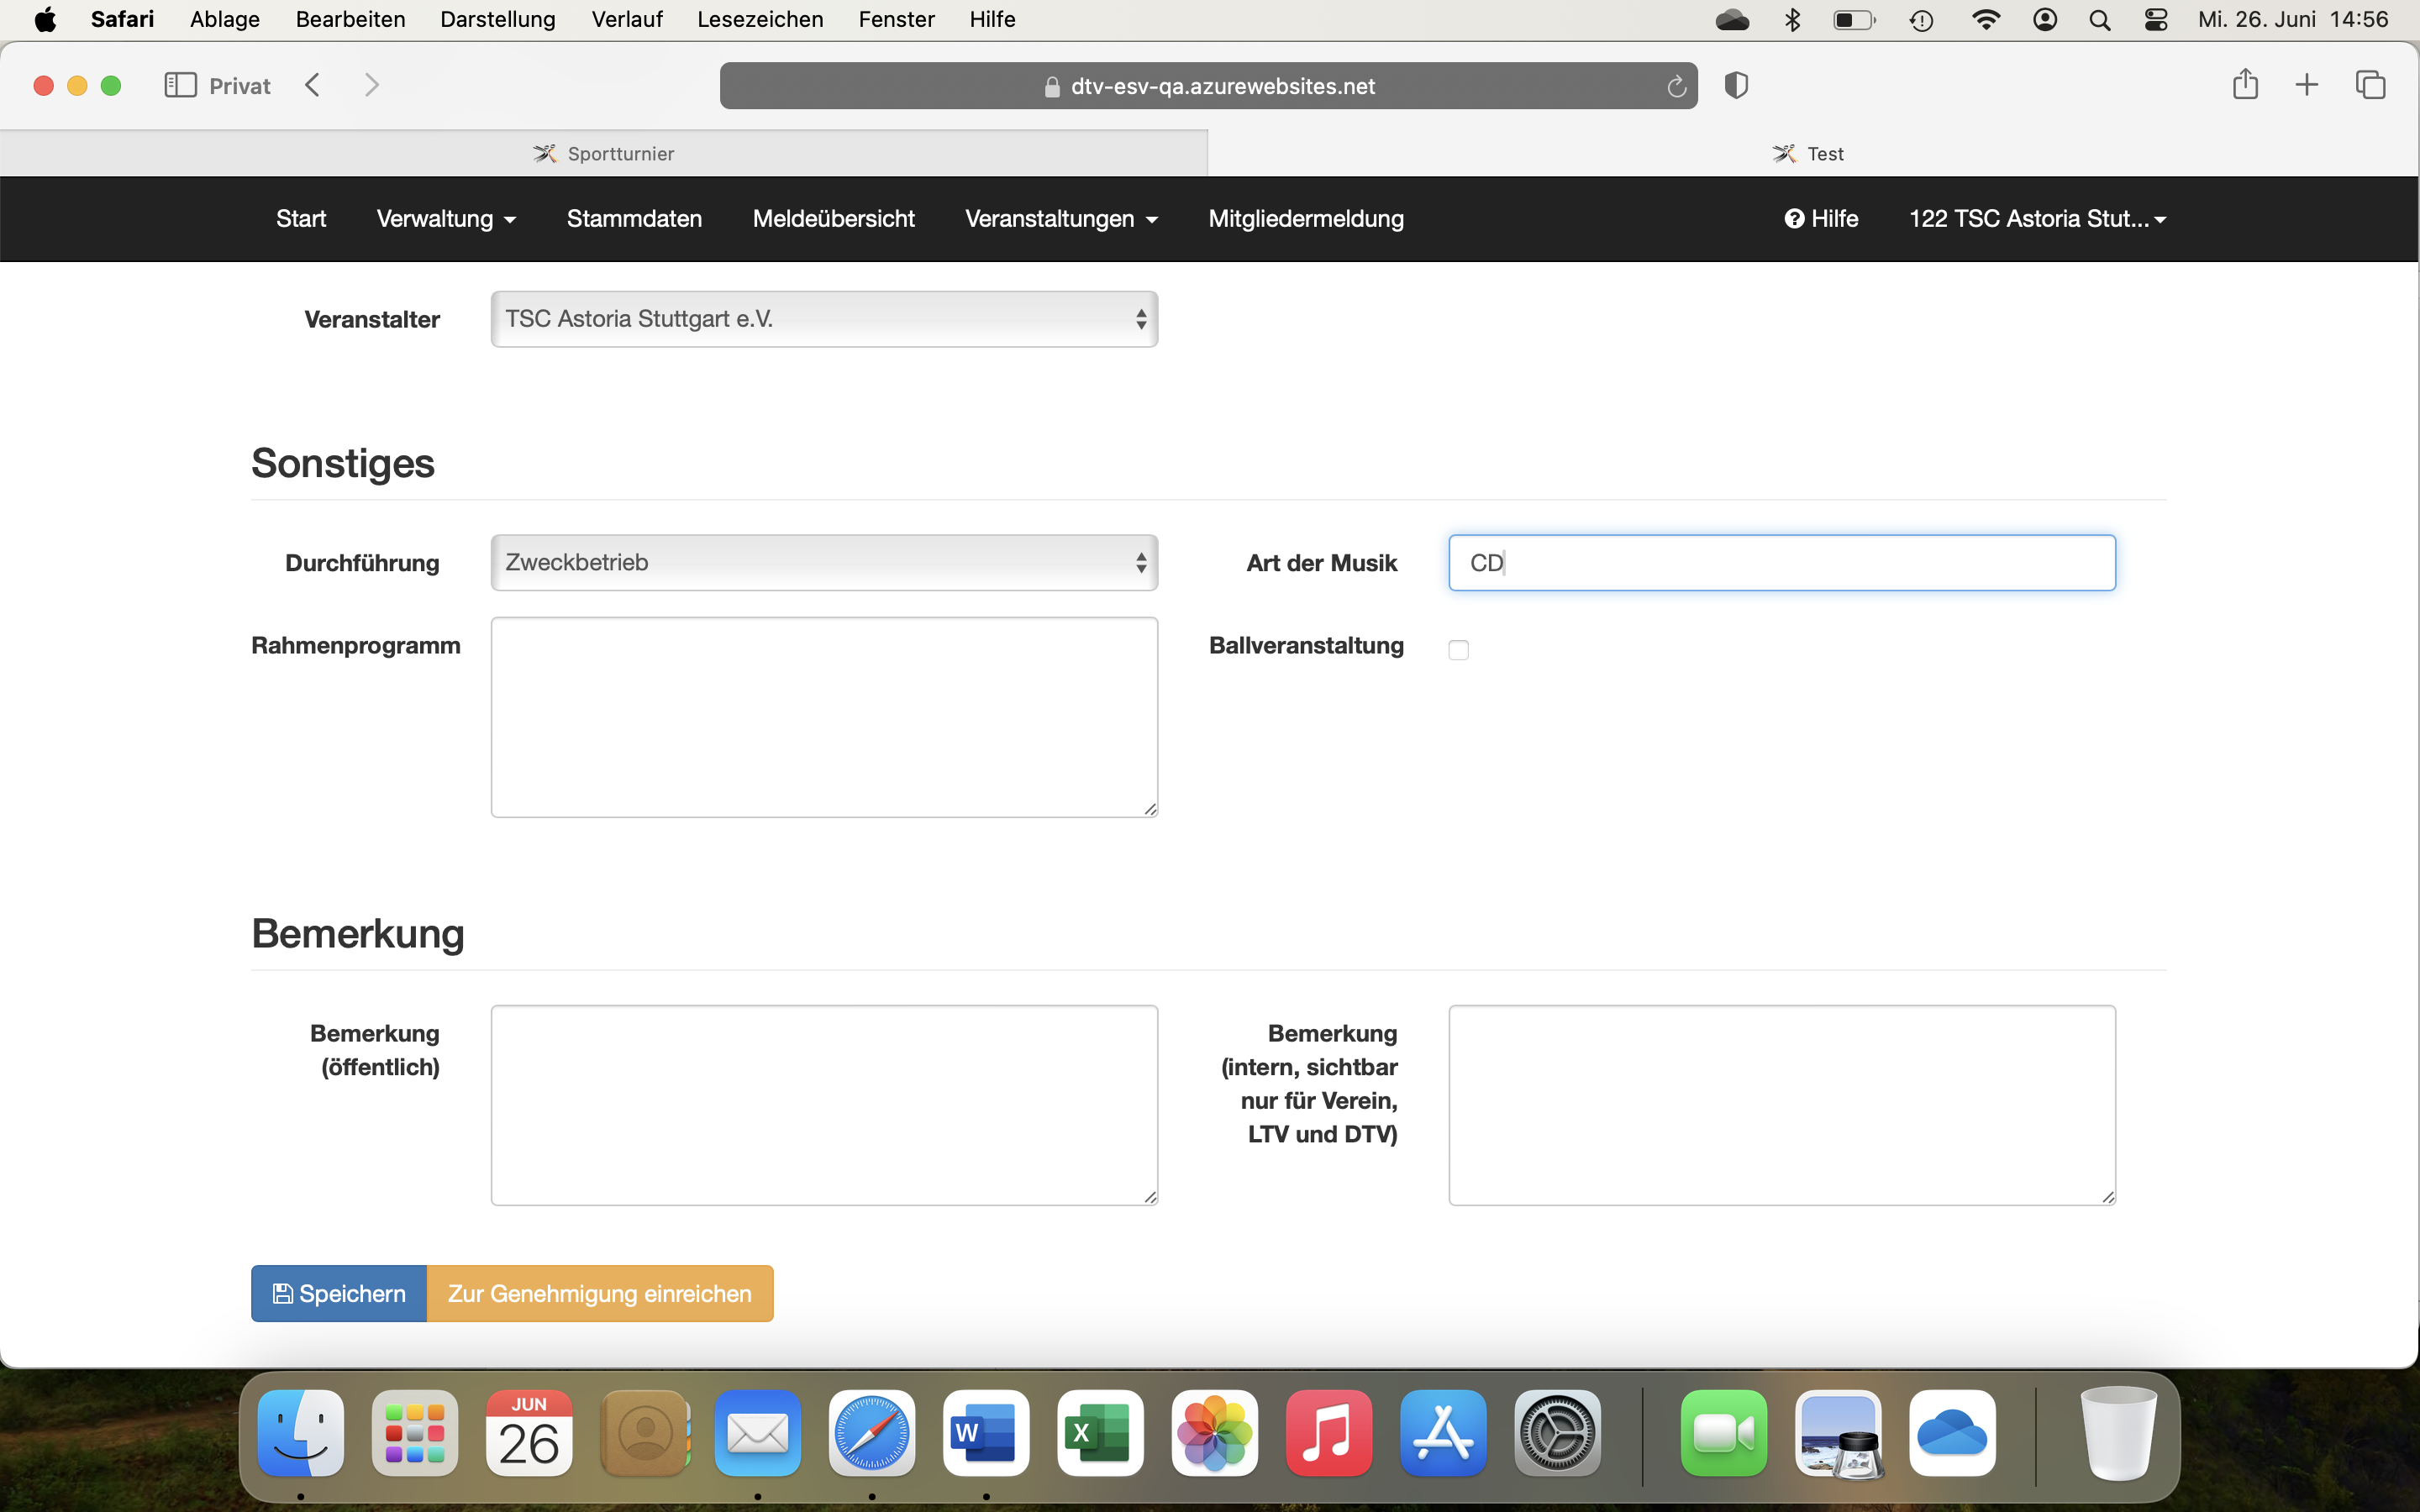 Safari Ablage Bearbeiten Darstellung Verlauf Lesezeichen Fenster Hilfe Mi. 26. Juni 14:56
Privat dtv-esv-qa.azurewebsites.net
Sportturnier Test
Start Verwaltung Stammdaten Meldeübersicht Veranstaltungen Mitgliedermeldung Hilfe 122 TSC Astoria Stut...
Veranstalter TSC Astoria Stuttgart e.V.
Sonstiges
Durchführung Zweckbetrieb Art der Musik CD
Rahmenprogramm Ballveranstaltung
Bemerkung
Bemerkung
(öffentlich)
Bemerkung
(intern, sichtbar
nur für Verein,
LTV und DTV)
Speichern Zur Genehmigung einreichen
JUN
26
W
X